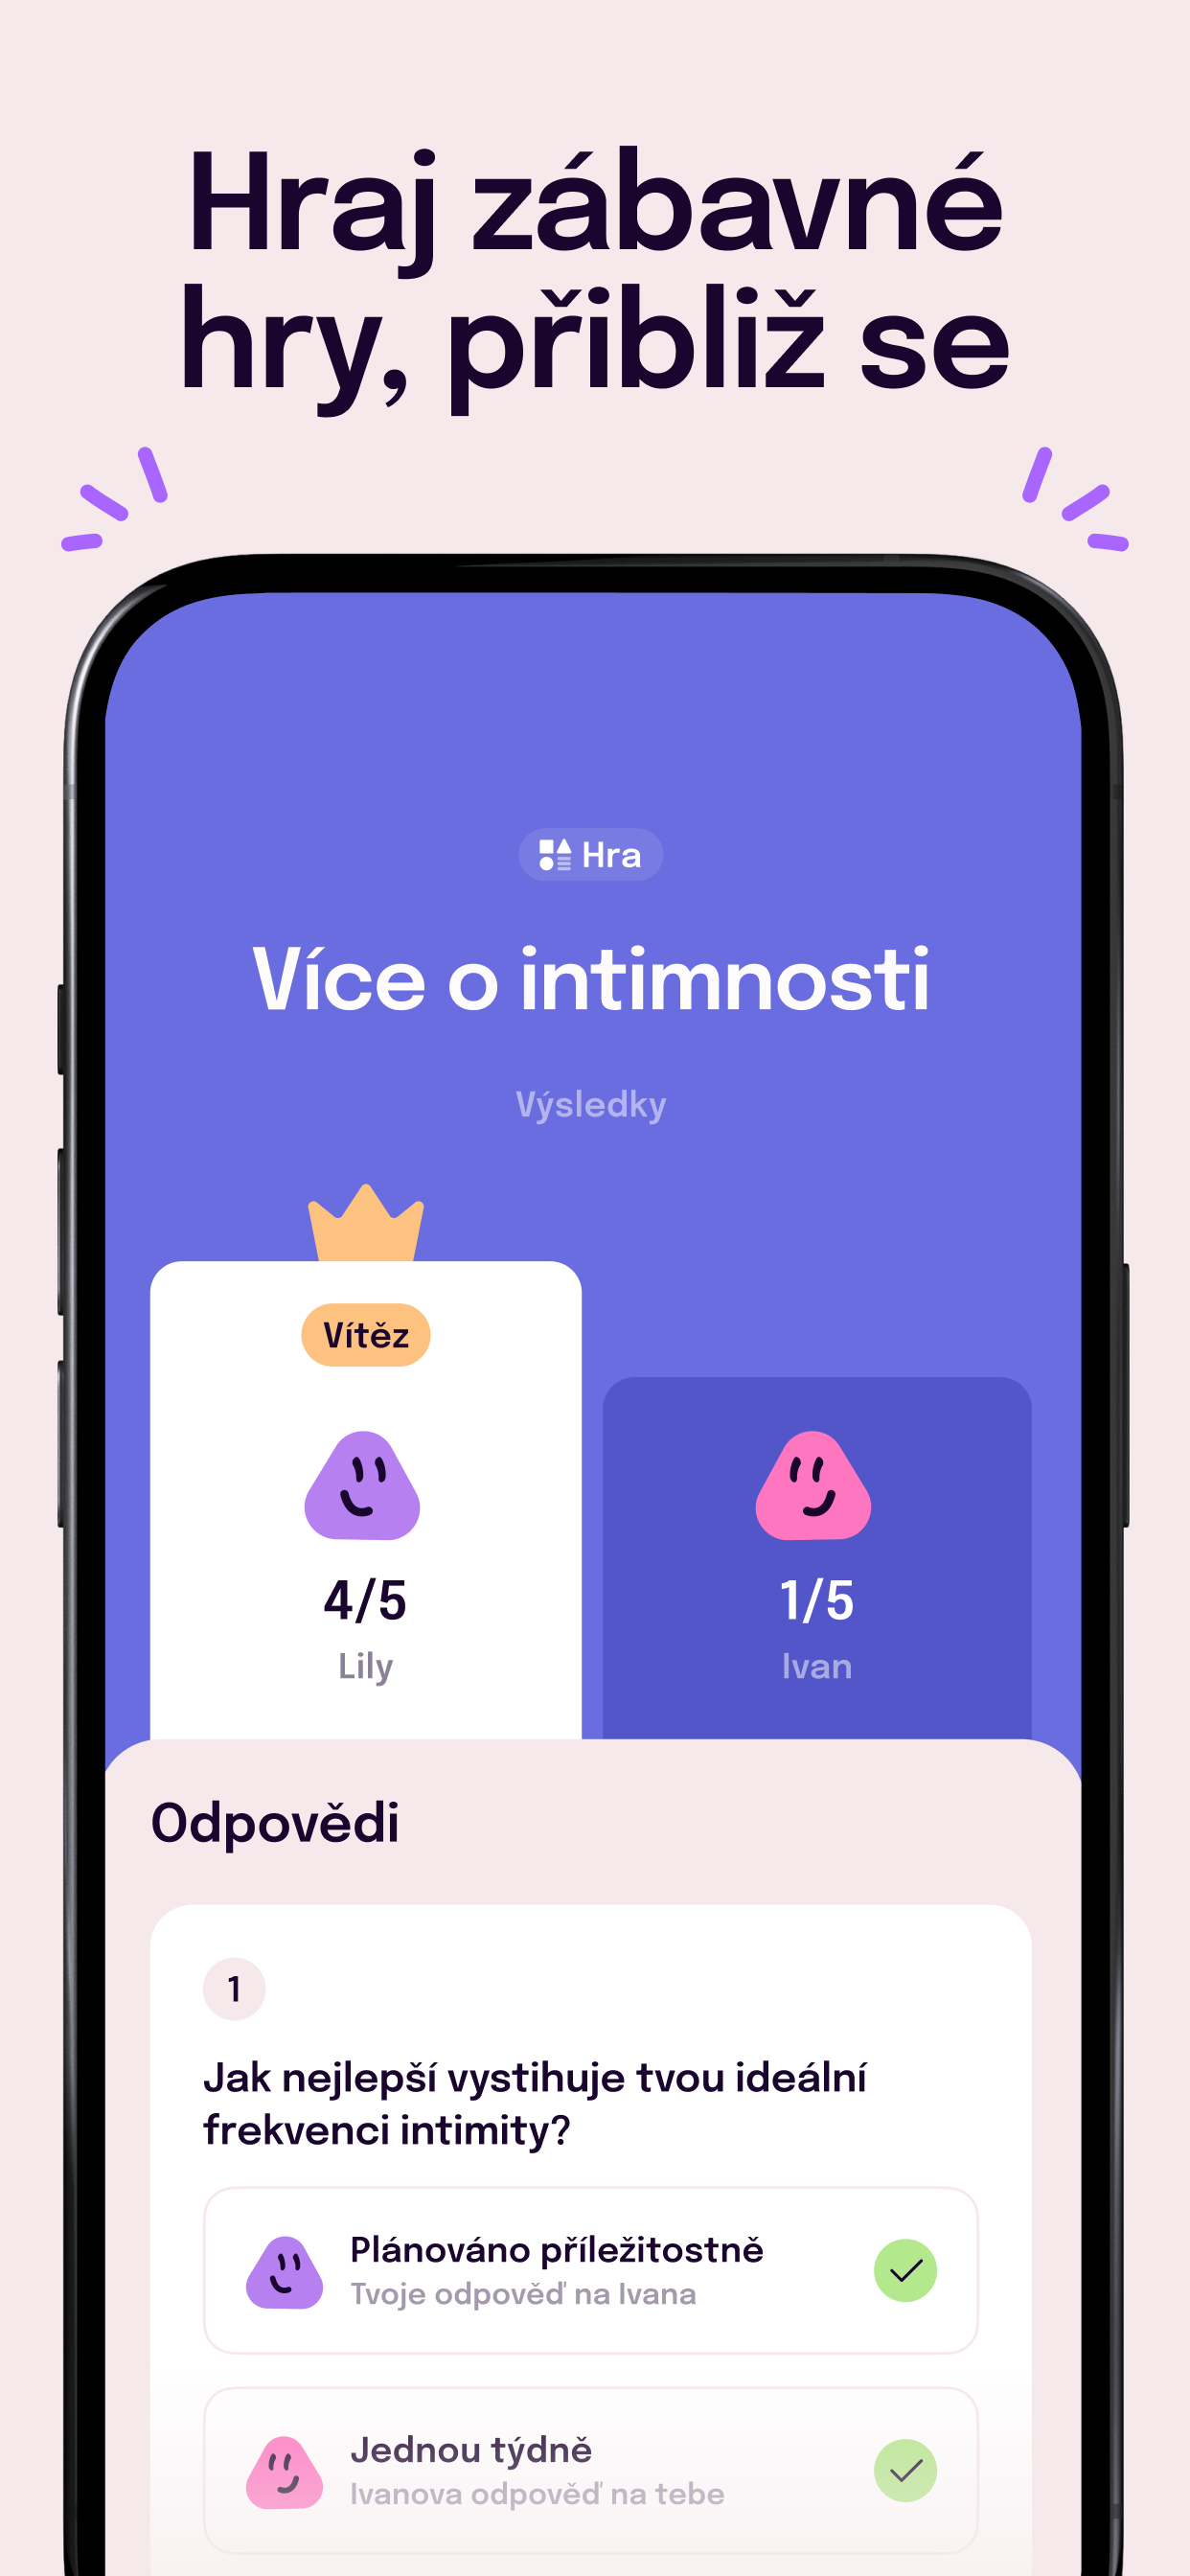 Hraj zábavné
hry, přibliž se
Hra
Více o intimnosti
Výsledky
Vítěz
4/5
Lily
1/5
Ivan
Odpovědi
1
Jak nejlepší vystihuje tvou ideální
frekvenci intimity?
Plánováno příležitostně
Tvoje odpověď na Ivana
Jednou týdně
Ivanova odpověď na tebe